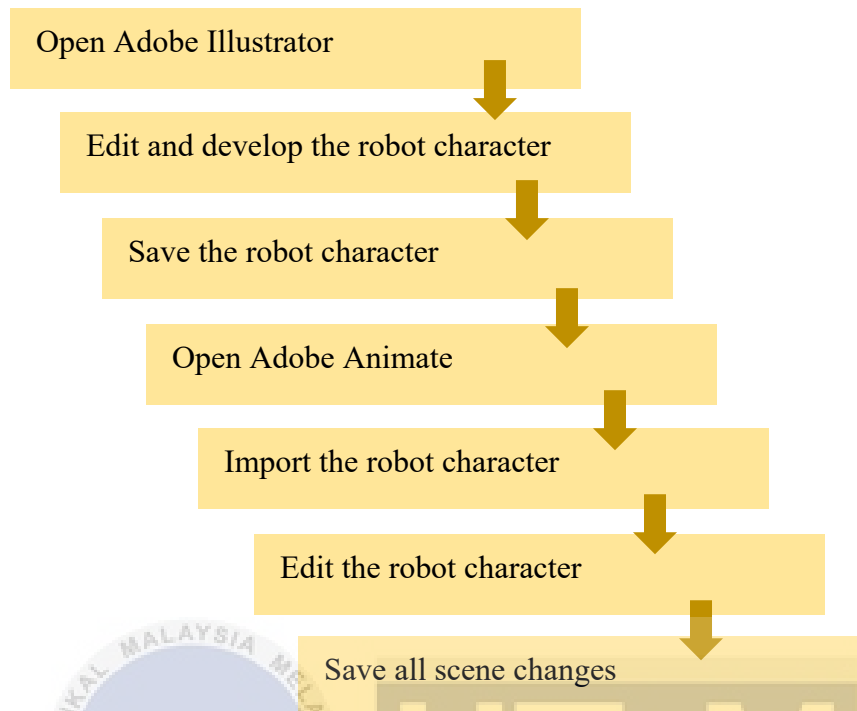 Open Adobe Illustrator
Edit and develop the robot character
Save the robot character
Open Adobe Animate
Import the robot character
Edit the robot character
Save all scene changes
MALAYSIA